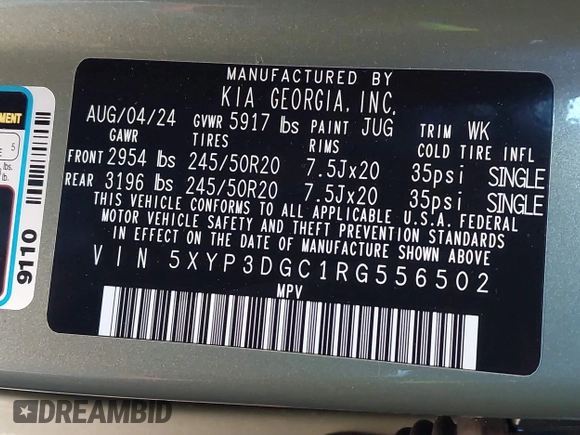 MANUFACTURED BY
KIA GEORGIA, INC.
AUG/04/24 GVWR 5917 lbs PAINT JUG TRIM WK
GAWR TIRES RIMS COLD TIRE INFL
FRONT 2954 lbs 245/50R20 7.5Jx20 35psi SINGLE
REAR 3196 lbs 245/50R20 7.5Jx20 35psi SINGLE
THIS VEHICLE CONFORMS TO ALL APPLICABLE U.S.A. FEDERAL
MOTOR VEHICLE SAFETY AND THEFT PREVENTION STANDARDS
IN EFFECT ON THE DATE OF MANUFACTURE SHOWN ABOVE
VIN 5XYP3DGC1RG556502
MPV
5
lbs.
9110
DREAMBID